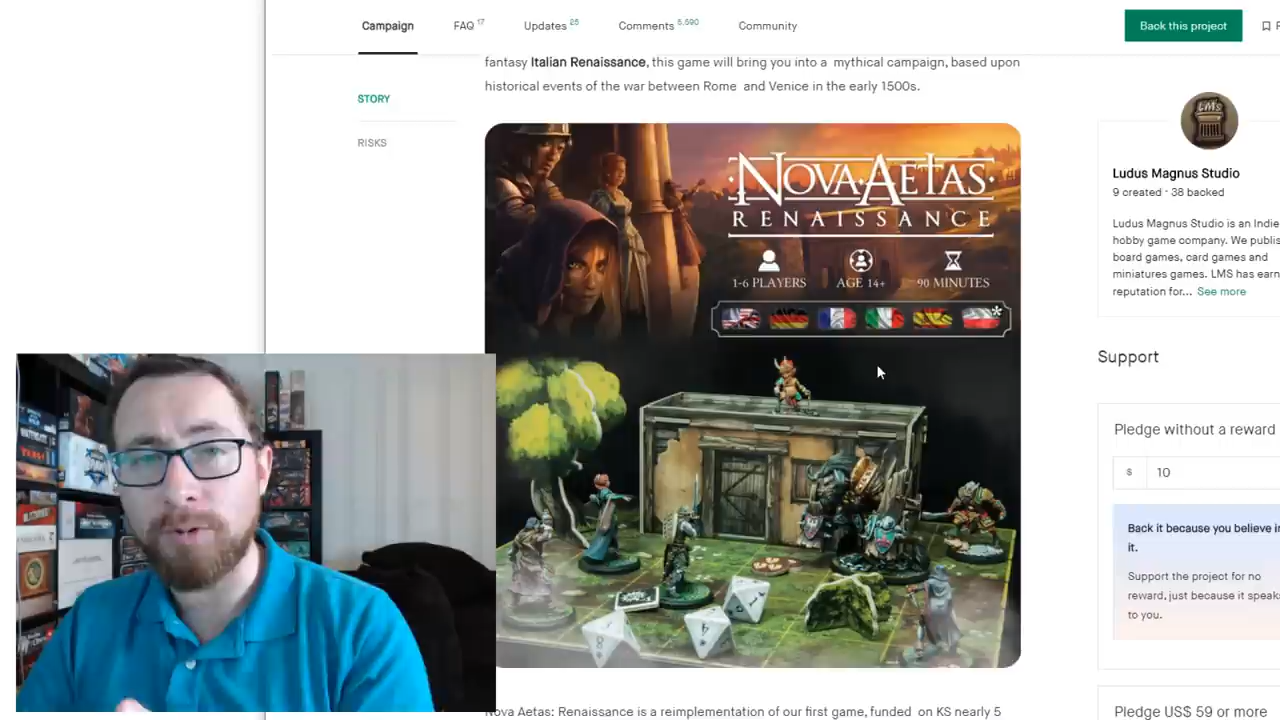 Campaign
FAQ 17
Updates 25
Comments 5,590
Community
Back this project
STORY
RISKS
fantasy Italian Renaissance, this game will bring you into a mythical campaign, based upon
historical events of the war between Rome and Venice in the early 1500s.
NOVA AETAS
RENAISSANCE
1-6 PLAYERS
AGE 14+
90 MINUTES
*
Nova Aetas: Renaissance is a reimplementation of our first game, funded on KS nearly 5
LMS
Ludus Magnus Studio
9 created · 38 backed
Ludus Magnus Studio is an Indie
hobby game company. We publis
board games, card games and
miniatures games. LMS has earn
reputation for... See more
Support
Pledge without a reward
$ 10
Back it because you believe in
it.
Support the project for no
reward, just because it speaks
to you.
Pledge US$ 59 or more